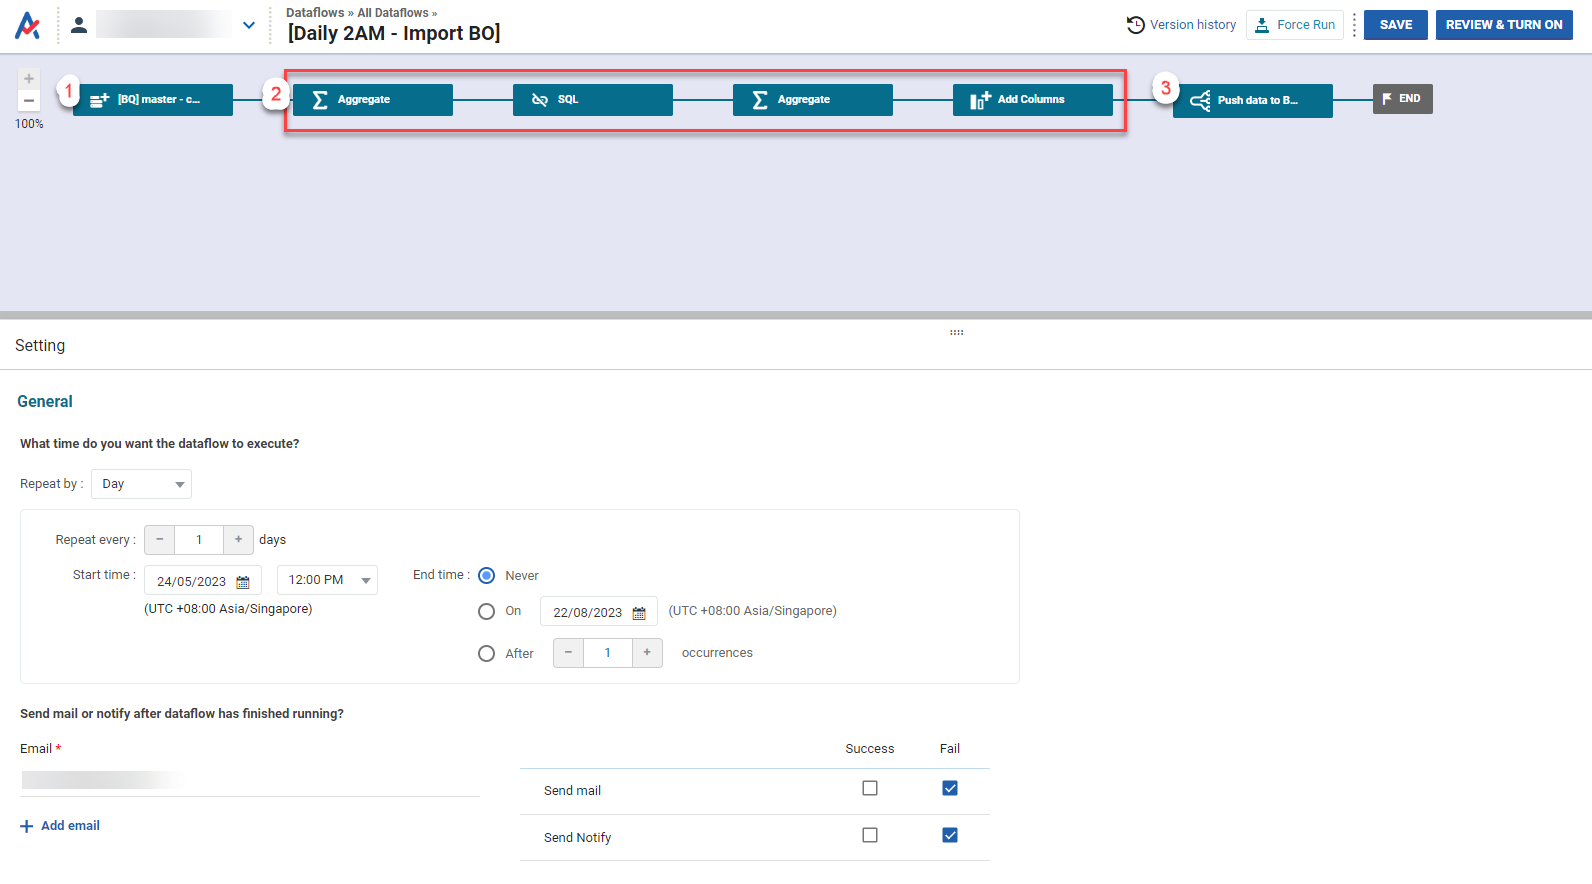 Dataflows » All Dataflows »
[Daily 2AM - Import BO]
Version history
Force Run
SAVE
REVIEW & TURN ON
100%
1
[BQ] master - c...
2
Aggregate
SQL
Aggregate
Add Columns
3
Push data to B...
END
Setting
General
What time do you want the dataflow to execute?
Repeat by : Day
Repeat every : − 1 + days
Start time : 24/05/2023 12:00 PM
(UTC +08:00 Asia/Singapore)
End time : Never
On 22/08/2023 (UTC +08:00 Asia/Singapore)
After − 1 + occurrences
Send mail or notify after dataflow has finished running?
Email *
+ Add email
Success Fail
Send mail
Send Notify